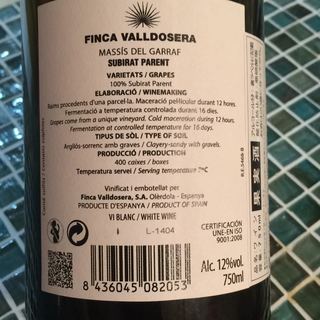 FINCA VALLDOSERA
MASSÍS DEL GARRAF
SUBIRAT PARENT
VARIETATS / GRAPES
100% Subirat Parent
ELABORACIÓ / WINEMAKING
Raïms procedents d'una parcel·la. Maceració pel·licular durant 12 hores.
Fermentació a temperatura controlada durant 16 dies.
Grapes come from a unique vineyard. Cold maceration during 12 hours.
Fermentation at controlled temperature for 16 days.
TIPUS DE SÒL / TYPE OF SOIL
Argilós-sorrenc amb graves / Clayery-sandy with gravels.
PRODUCCIÓ / PRODUCTION
400 caixes / boxes
Temperatura servei / Serving temperature 7ºC
Vinificat i embotellat per
Finca Valldosera, S.A. Olèrdola - Espanya
PRODUCTE D'ESPANYA / PRODUCT OF SPAIN
VI BLANC / WHITE WINE
L-1404
8 436045 082053
CERTIFICACIÓN
UNE-EN ISO
9001:2008
Alc. 12%vol.
750ml
R.E.5468-B
果実酒